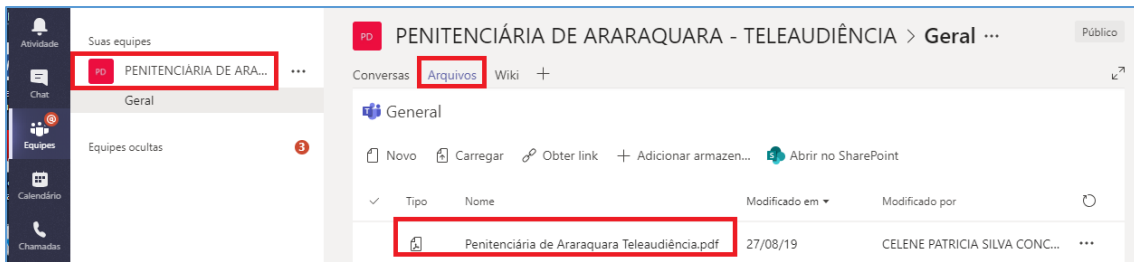 Atividade
Chat
@
Equipes
Calendário
Chamadas
Suas equipes
PD PENITENCIÁRIA DE ARA... ...
Geral
Equipes ocultas 3
PD PENITENCIÁRIA DE ARARAQUARA - TELEAUDIÊNCIA > Geral ... Público
Conversas Arquivos Wiki +
General
Novo Carregar Obter link + Adicionar armazen... Abrir no SharePoint
Tipo Nome Modificado em Modificado por
Penitenciária de Araraquara Teleaudiência.pdf 27/08/19 CELENE PATRICIA SILVA CONC... ...